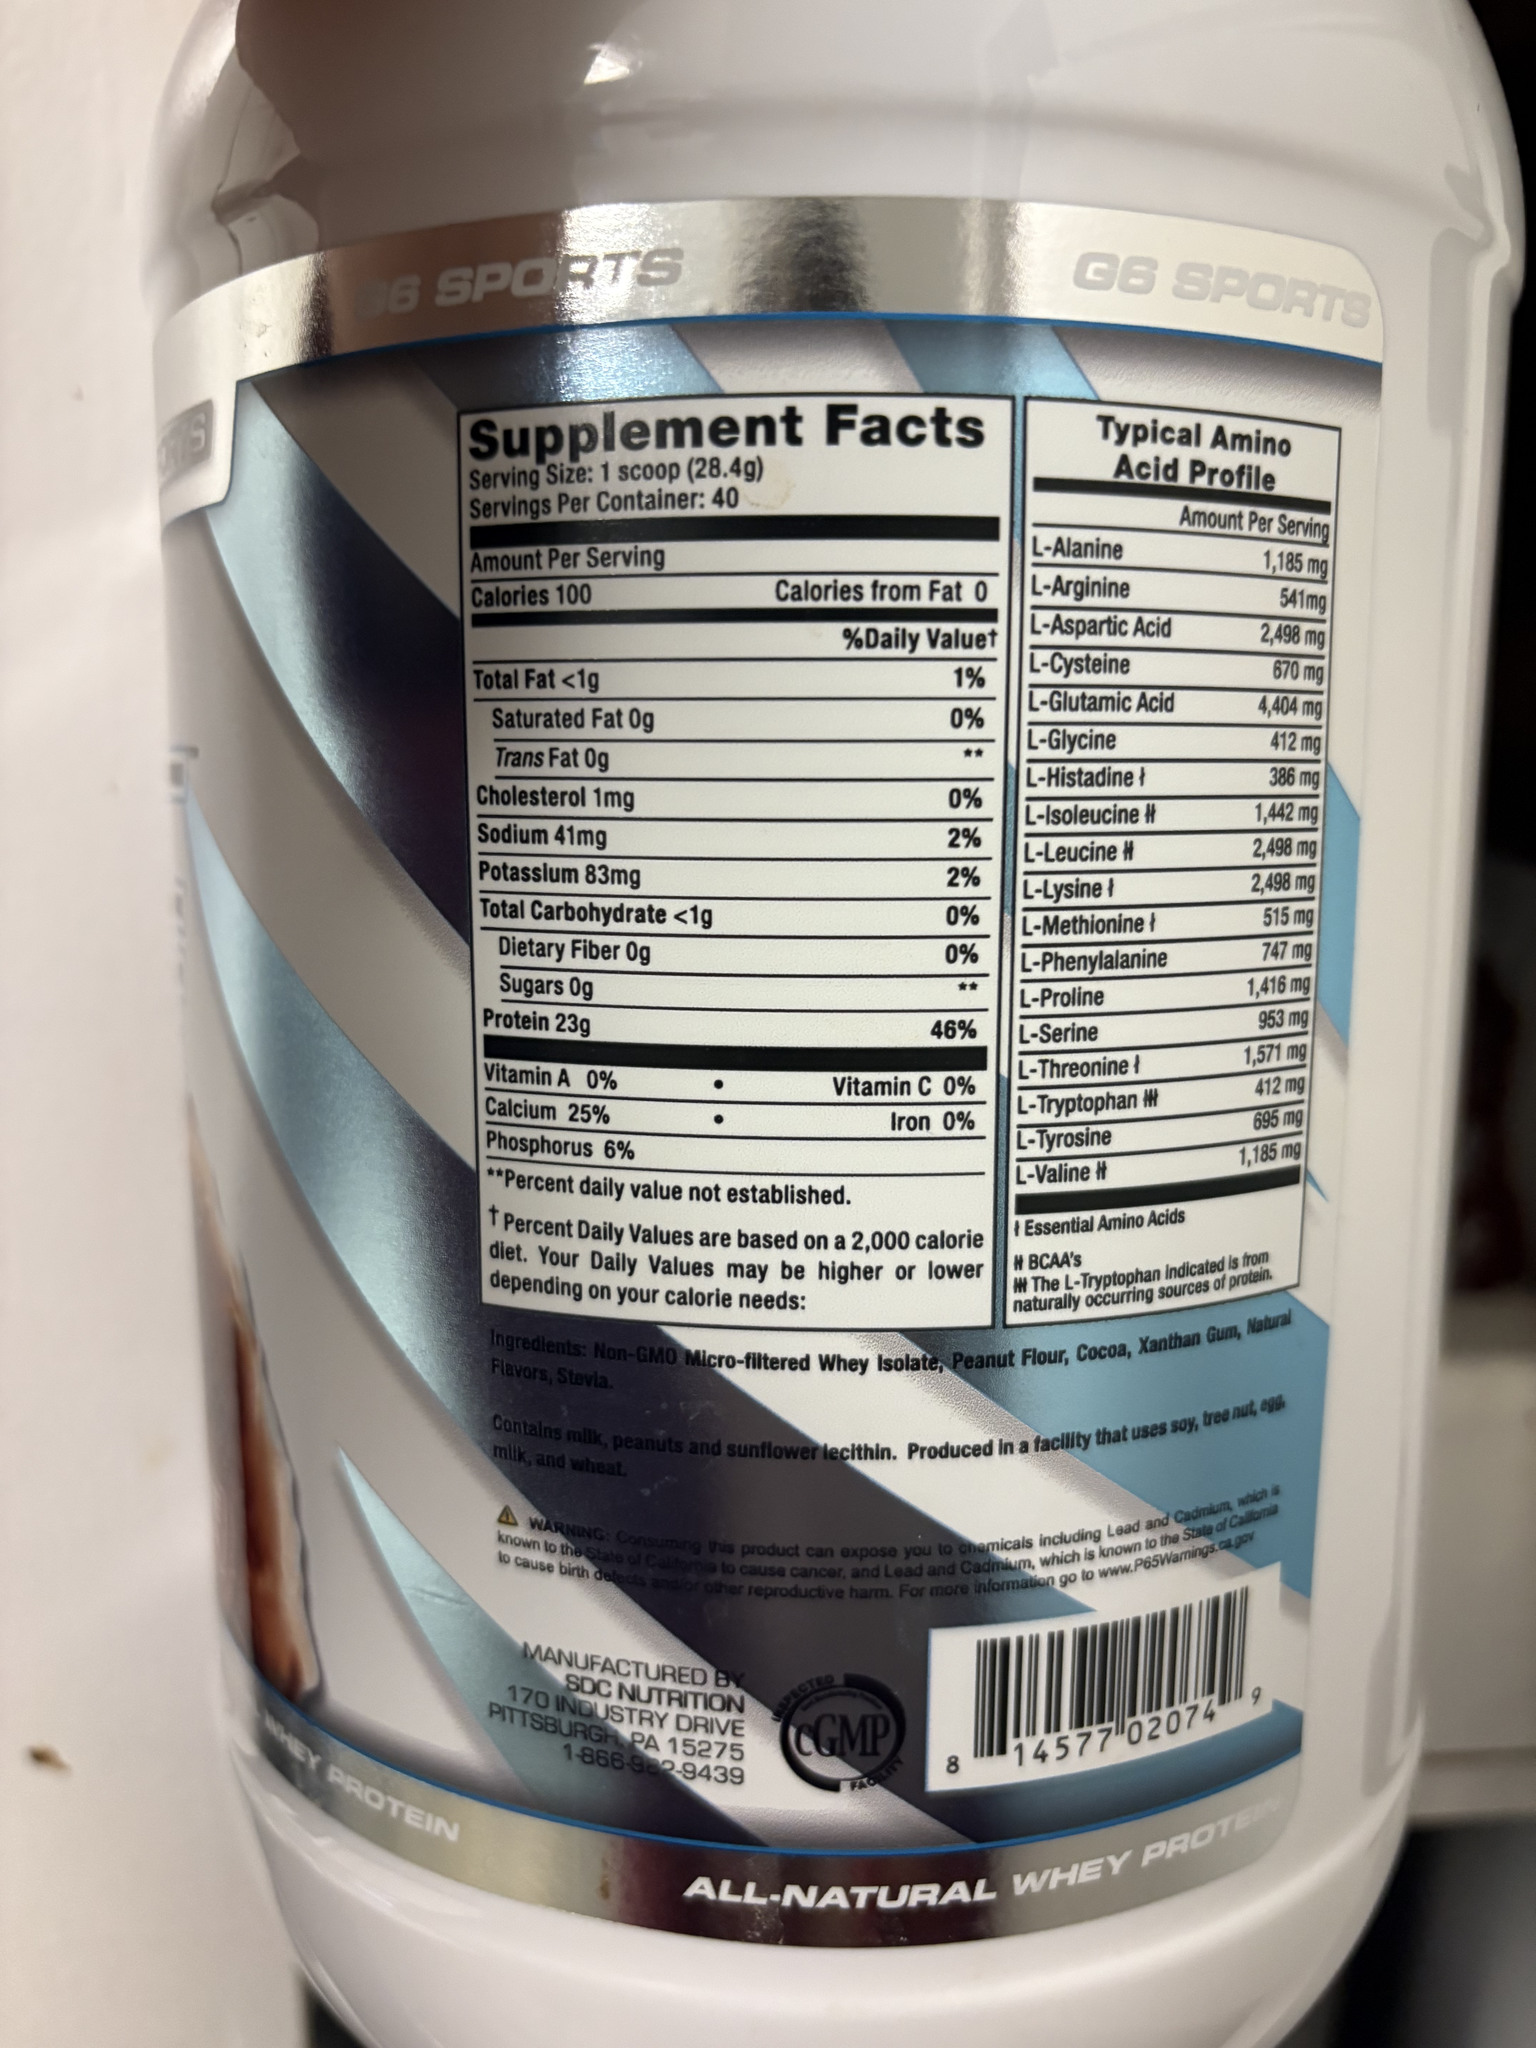 G6 SPORTS
G6 SPORTS
Supplement Facts
Serving Size: 1 scoop (28.4g)
Servings Per Container: 40
Amount Per Serving
Calories 100 Calories from Fat 0
%Daily Value†
Total Fat <1g 1%
Saturated Fat 0g 0%
Trans Fat 0g **
Cholesterol 1mg 0%
Sodium 41mg 2%
Potassium 83mg 2%
Total Carbohydrate <1g 0%
Dietary Fiber 0g 0%
Sugars 0g **
Protein 23g 46%
Vitamin A 0% • Vitamin C 0%
Calcium 25% • Iron 0%
Phosphorus 6%
**Percent daily value not established.
† Percent Daily Values are based on a 2,000 calorie
diet. Your Daily Values may be higher or lower
depending on your calorie needs:
Typical Amino
Acid Profile
Amount Per Serving
L-Alanine 1,185 mg
L-Arginine 541mg
L-Aspartic Acid 2,498 mg
L-Cysteine 670 mg
L-Glutamic Acid 4,404 mg
L-Glycine 412 mg
L-Histadine ƚ 386 mg
L-Isoleucine ƚƚ 1,442 mg
L-Leucine ƚƚ 2,498 mg
L-Lysine ƚ 2,498 mg
L-Methionine ƚ 515 mg
L-Phenylalanine 747 mg
L-Proline 1,416 mg
L-Serine 953 mg
L-Threonine ƚ 1,571 mg
L-Tryptophan ƚƚƚ 412 mg
L-Tyrosine 695 mg
L-Valine ƚƚ 1,185 mg
ƚ Essential Amino Acids
ƚƚ BCAA's
ƚƚƚ The L-Tryptophan indicated is from
naturally occurring sources of protein.
Ingredients: Non-GMO Micro-filtered Whey Isolate, Peanut Flour, Cocoa, Xanthan Gum, Natural
Flavors, Stevia.
Contains milk, peanuts and sunflower lecithin. Produced in a facility that uses soy, tree nut, egg,
milk, and wheat.
WARNING: Consuming this product can expose you to chemicals including Lead and Cadmium, which is
known to the State of California to cause cancer, and Lead and Cadmium, which is known to the State of California
to cause birth defects and/or other reproductive harm. For more information go to www.P65Warnings.ca.gov
MANUFACTURED BY
SDC NUTRITION
170 INDUSTRY DRIVE
PITTSBURGH, PA 15275
1-866-9 2-9439
INSPECTED
cGMP
FACILITY
8 14577 02074 9
WHEY PROTEIN
ALL-NATURAL WHEY PROTEIN